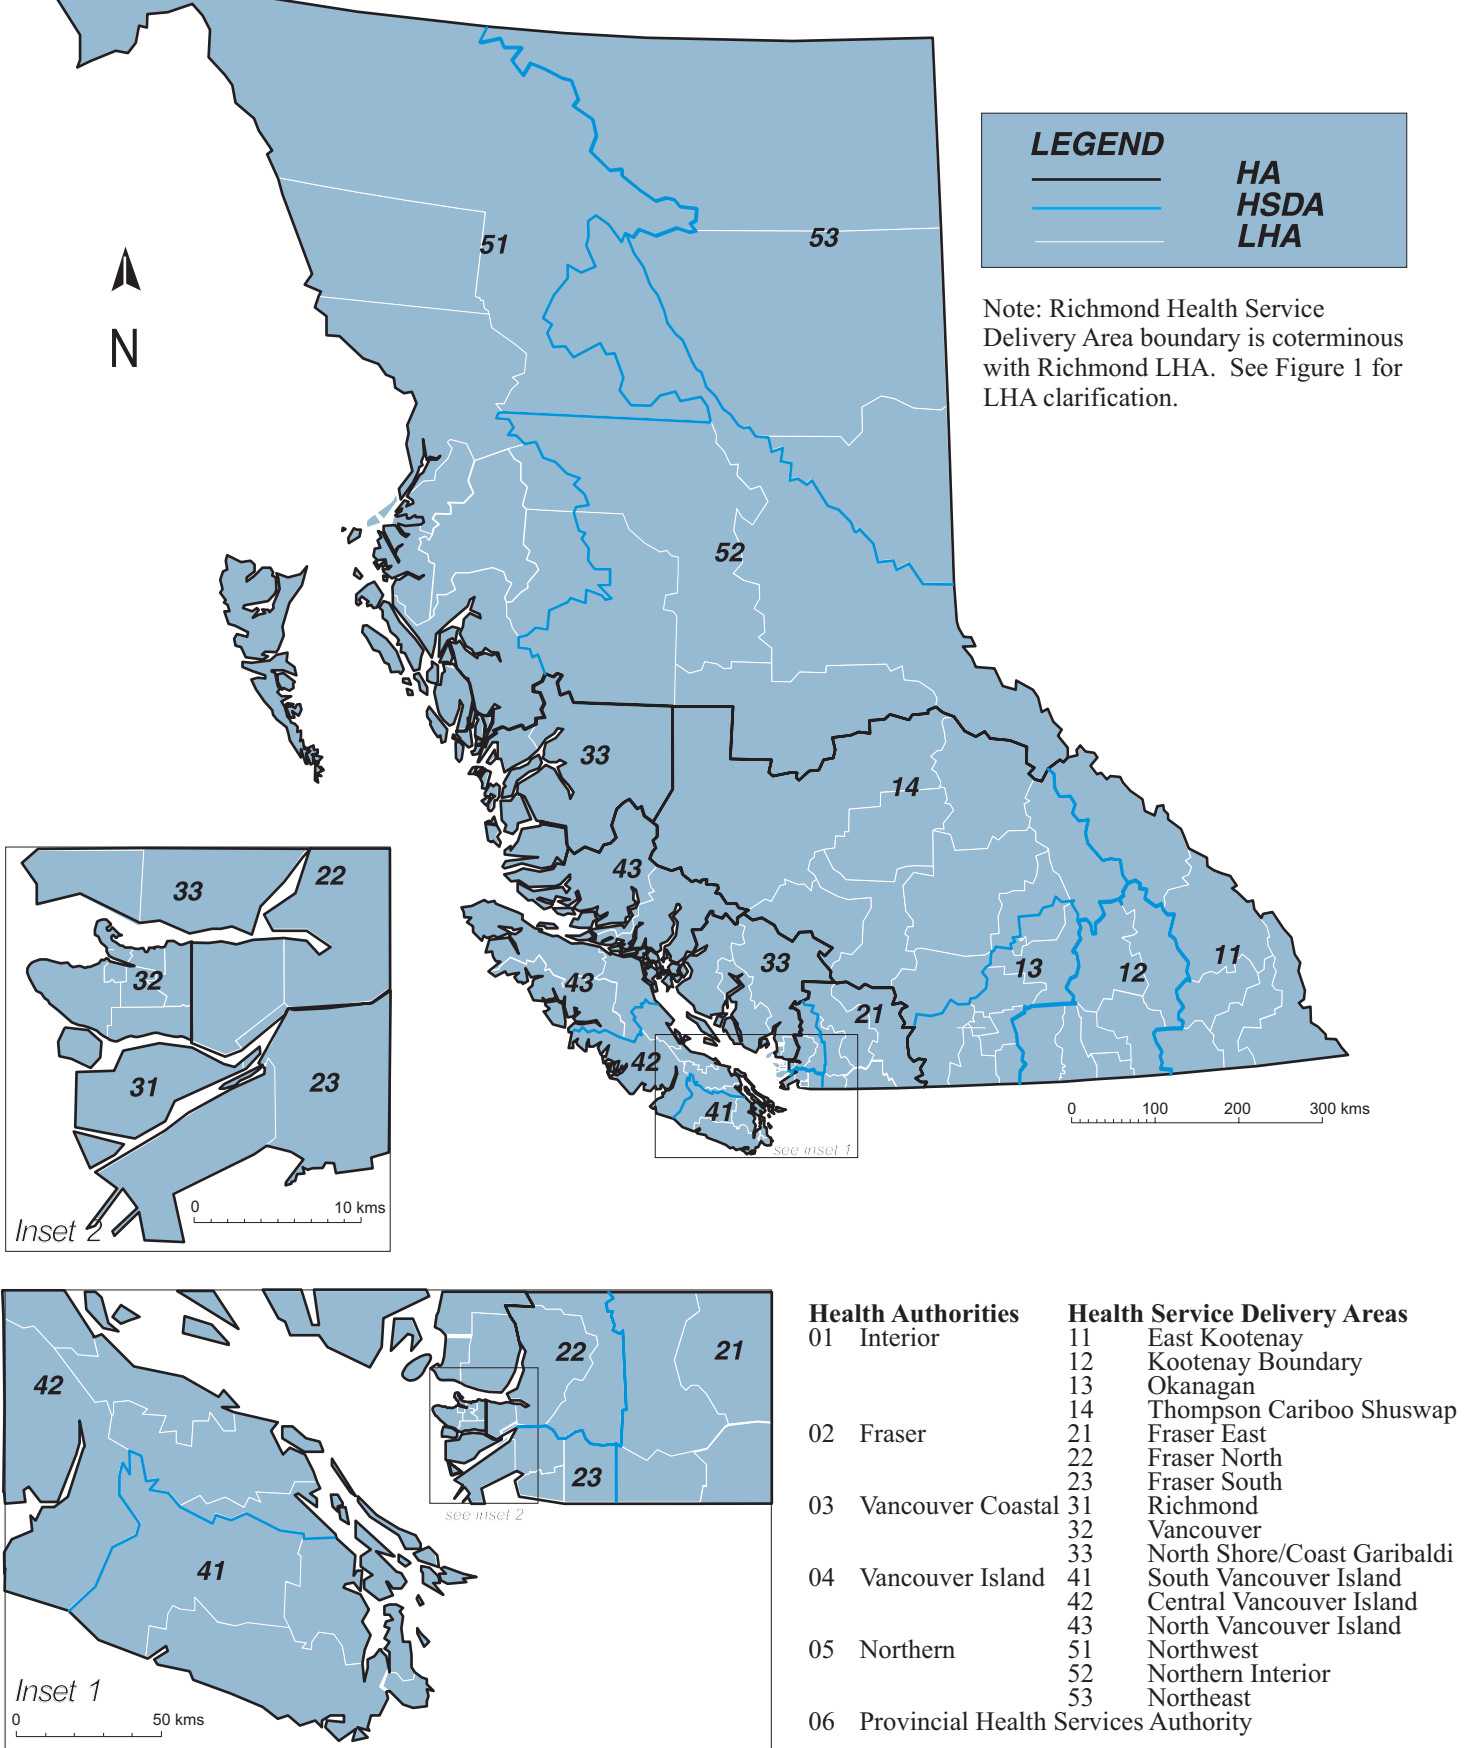 LEGEND
HA
HSDA
LHA
Note: Richmond Health Service
Delivery Area boundary is coterminous
with Richmond LHA. See Figure 1 for
LHA clarification.
N
51
53
52
33
14
43
33
43
13
12
11
21
42
41
see inset 1
0 100 200 300 kms
33
22
32
31
23
0 10 kms
Inset 2
42
22
21
23
see inset 2
41
Inset 1
0 50 kms
Health Authorities Health Service Delivery Areas
01 Interior 11 East Kootenay
12 Kootenay Boundary
13 Okanagan
14 Thompson Cariboo Shuswap
02 Fraser 21 Fraser East
22 Fraser North
23 Fraser South
03 Vancouver Coastal 31 Richmond
32 Vancouver
33 North Shore/Coast Garibaldi
04 Vancouver Island 41 South Vancouver Island
42 Central Vancouver Island
43 North Vancouver Island
05 Northern 51 Northwest
52 Northern Interior
53 Northeast
06 Provincial Health Services Authority